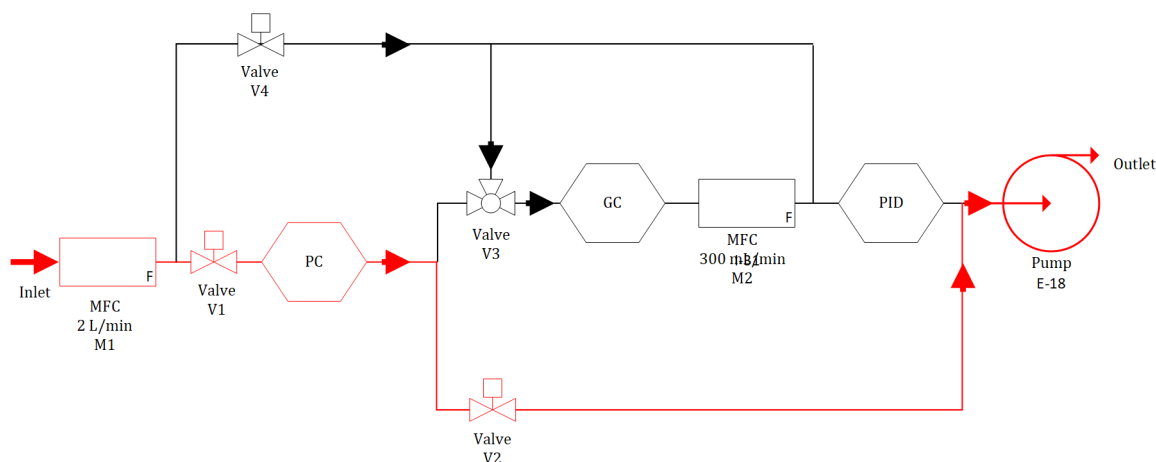 Valve
V4
Inlet
F
MFC
2 L/min
M1
Valve
V1
PC
Valve
V3
GC
F
MFC
300 mL/min
M2
PID
Pump
E-18
Outlet
Valve
V2